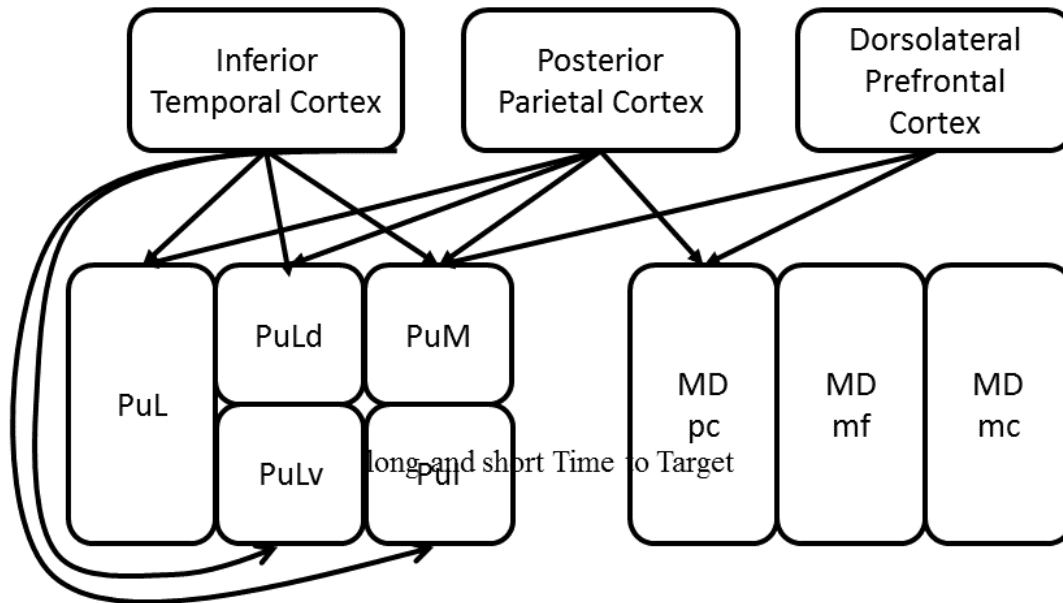 Inferior
Temporal Cortex
Posterior
Parietal Cortex
Dorsolateral
Prefrontal
Cortex
PuL
PuLd
PuM
PuLv
PuI
MD
pc
MD
mf
MD
mc
long and short Time to Target